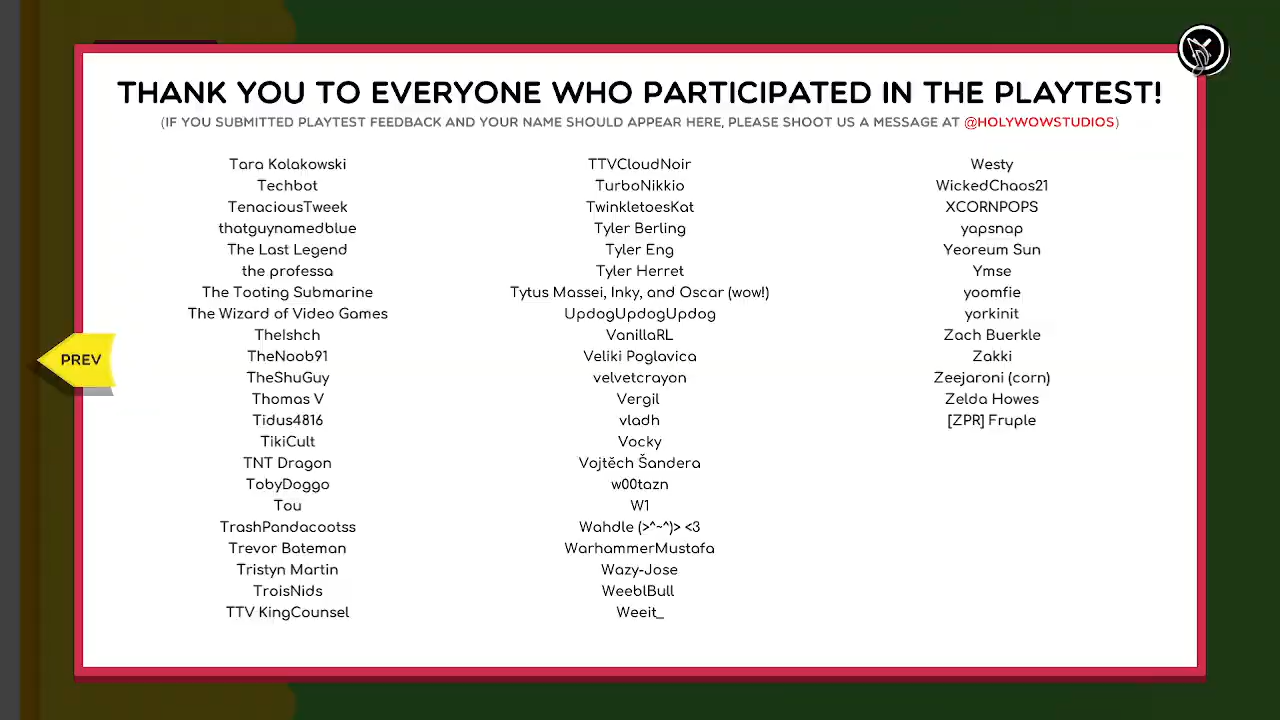 THANK YOU TO EVERYONE WHO PARTICIPATED IN THE PLAYTEST!
(IF YOU SUBMITTED PLAYTEST FEEDBACK AND YOUR NAME SHOULD APPEAR HERE, PLEASE SHOOT US A MESSAGE AT @HOLYWOWSTUDIOS)
Tara Kolakowski
Techbot
TenaciousTweek
thatguynamedblue
The Last Legend
the professa
The Tooting Submarine
The Wizard of Video Games
TheIshch
TheNoob91
TheShuGuy
Thomas V
Tidus4816
TikiCult
TNT Dragon
TobyDoggo
Tou
TrashPandacootss
Trevor Bateman
Tristyn Martin
TroisNids
TTV KingCounsel
TTVCloudNoir
TurboNikkio
TwinkletoesKat
Tyler Berling
Tyler Eng
Tyler Herret
Tytus Massei, Inky, and Oscar (wow!)
UpdogUpdogUpdog
VanillaRL
Veliki Poglavica
velvetcrayon
Vergil
vladh
Vocky
Vojtěch Šandera
w00tazn
W1
Wahdle (>^~^)> <3
WarhammerMustafa
Wazy-Jose
WeeblBull
Weeit_
Westy
WickedChaos21
XCORNPOPS
yapsnap
Yeoreum Sun
Ymse
yoomfie
yorkinit
Zach Buerkle
Zakki
Zeejaroni (corn)
Zelda Howes
[ZPR] Fruple
PREV